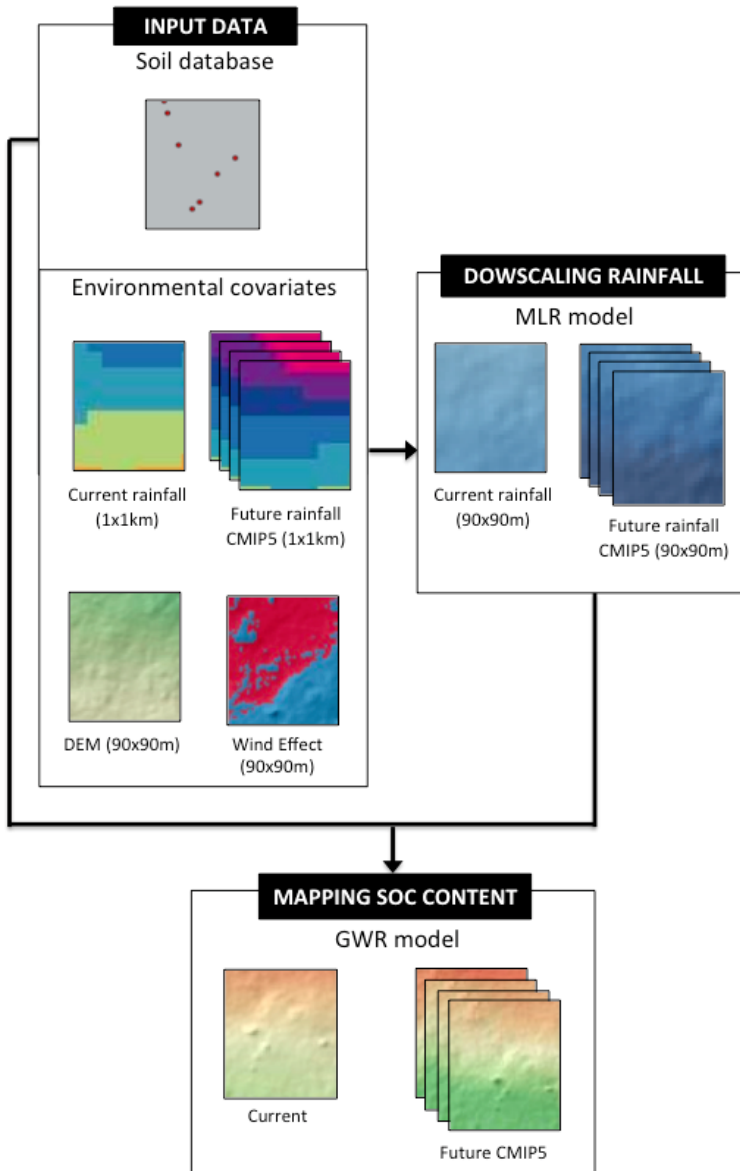 INPUT DATA
Soil database
Environmental covariates
Current rainfall
(1x1km)
Future rainfall
CMIP5 (1x1km)
DEM (90x90m)
Wind Effect
(90x90m)
DOWSCALING RAINFALL
MLR model
Current rainfall
(90x90m)
Future rainfall
CMIP5 (90x90m)
MAPPING SOC CONTENT
GWR model
Current
Future CMIP5